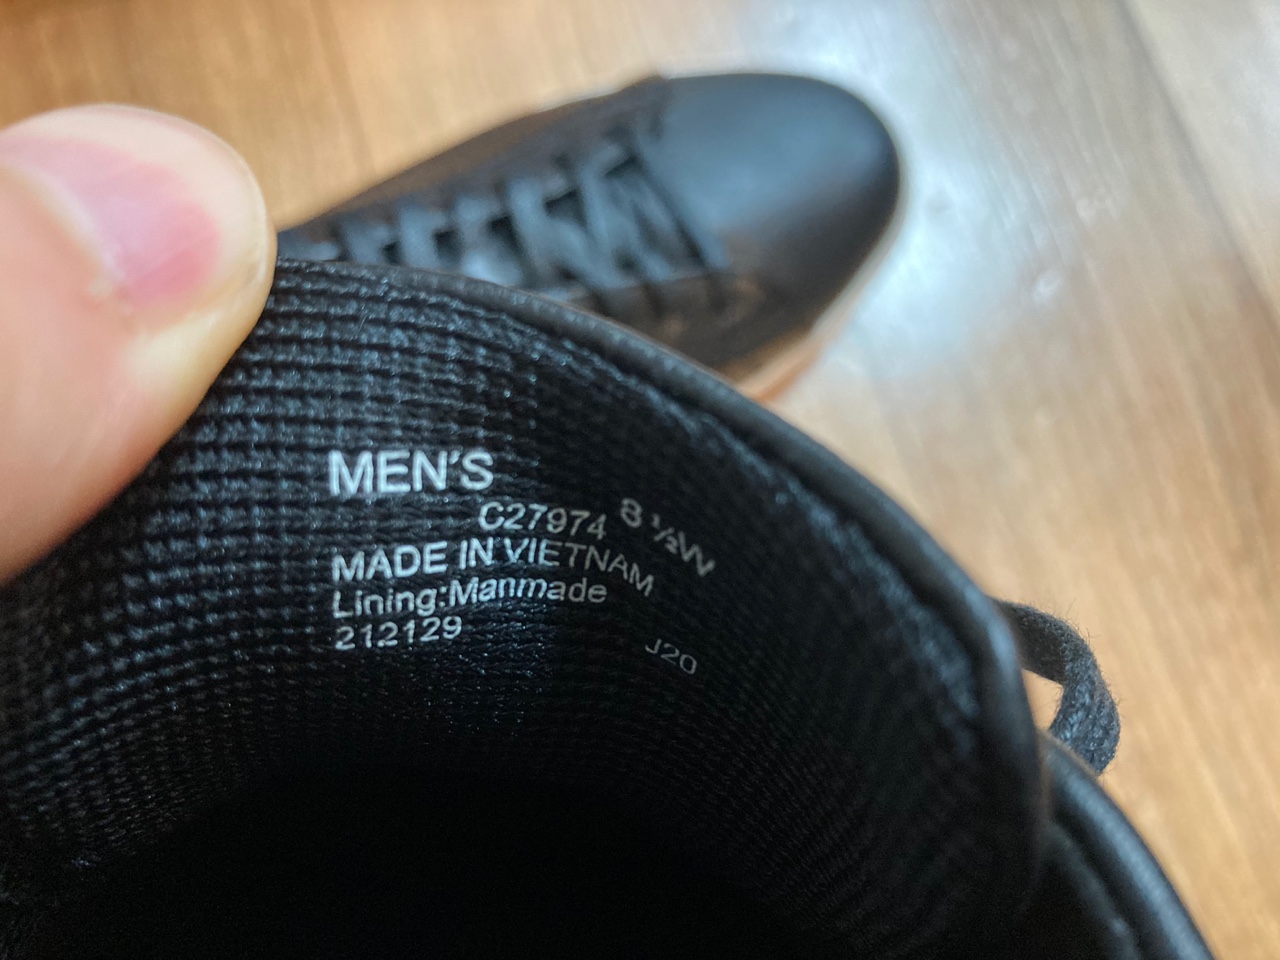 MEN'S
C27974 8 ½W
MADE IN VIETNAM
Lining:Manmade
212129 J20